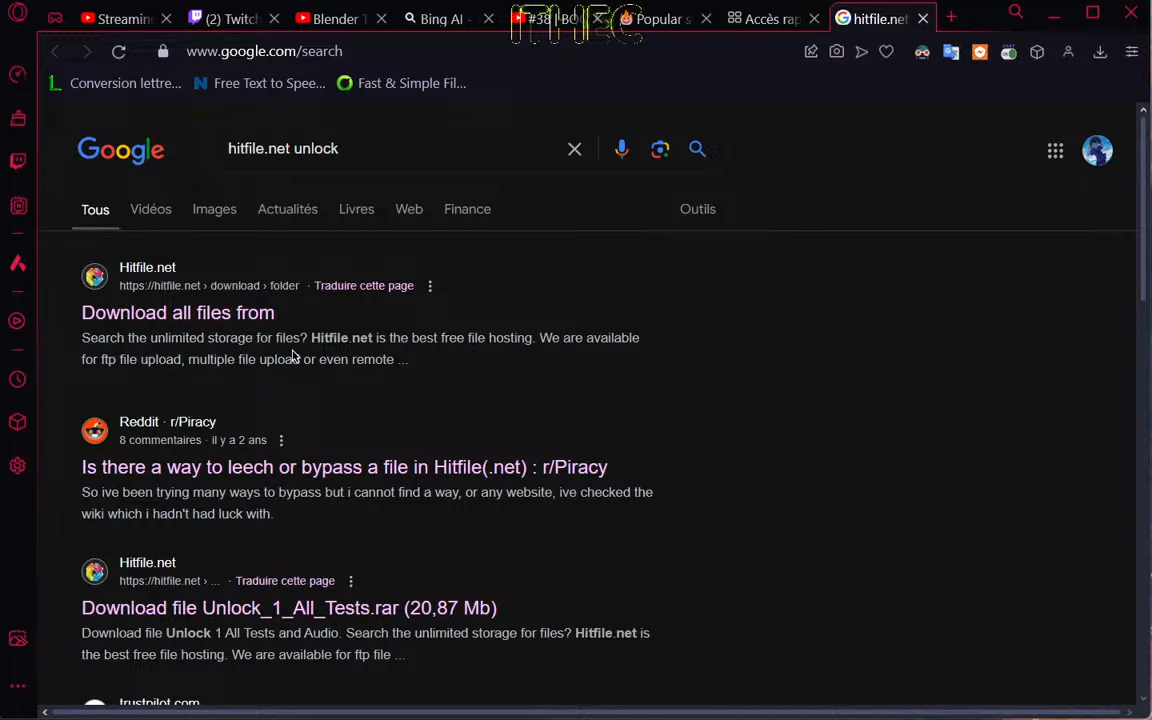 Streamin
(2) Twitch
Blender 1
Bing AI -
Popular s
Accès rap
hitfile.net
www.google.com/search
Conversion lettre...
Free Text to Spee...
Fast & Simple Fil...
Google
hitfile.net unlock
Tous
Vidéos
Images
Actualités
Livres
Web
Finance
Outils
Hitfile.net
https://hitfile.net › download › folder · Traduire cette page
Download all files from
Search the unlimited storage for files? Hitfile.net is the best free file hosting. We are available
for ftp file upload, multiple file upload or even remote ...
Reddit · r/Piracy
8 commentaires · il y a 2 ans
Is there a way to leech or bypass a file in Hitfile(.net) : r/Piracy
So ive been trying many ways to bypass but i cannot find a way, or any website, ive checked the
wiki which i hadn't had luck with.
Hitfile.net
https://hitfile.net › ... · Traduire cette page
Download file Unlock_1_All_Tests.rar (20,87 Mb)
Download file Unlock 1 All Tests and Audio. Search the unlimited storage for files? Hitfile.net is
the best free file hosting. We are available for ftp file ...
trustpilot.com